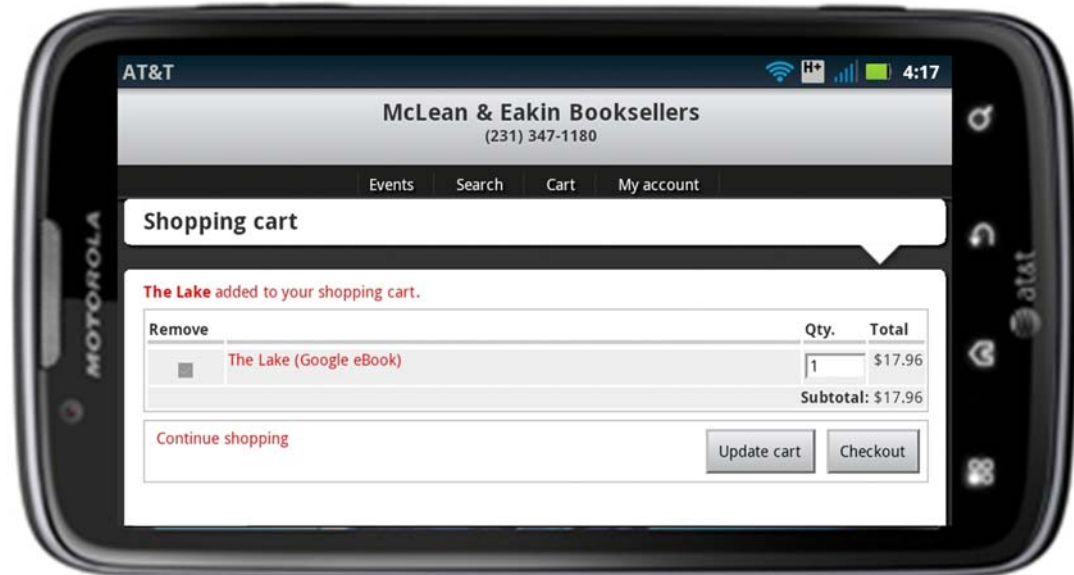 AT&T H+ 4:17
McLean & Eakin Booksellers
(231) 347-1180
Events Search Cart My account
Shopping cart
The Lake added to your shopping cart.
Remove Qty. Total
The Lake (Google eBook) 1 $17.96
Subtotal: $17.96
Continue shopping Update cart Checkout
MOTOROLA
at&t